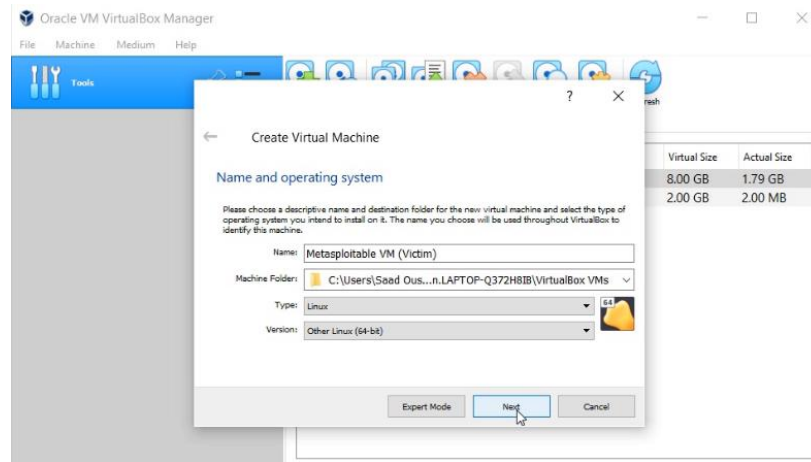 Oracle VM VirtualBox Manager
File Machine Medium Help
Tools
resh
? ×
Create Virtual Machine
Name and operating system
Please choose a descriptive name and destination folder for the new virtual machine and select the type of
operating system you intend to install on it. The name you choose will be used throughout VirtualBox to
identify this machine.
Name: Metasploitable VM (Victim)
Machine Folder: C:\Users\Saad Ous...n.LAPTOP-Q372H8IB\VirtualBox VMs
Type: Linux
64
Version: Other Linux (64-bit)
Expert Mode Next Cancel
Virtual Size Actual Size
8.00 GB 1.79 GB
2.00 GB 2.00 MB